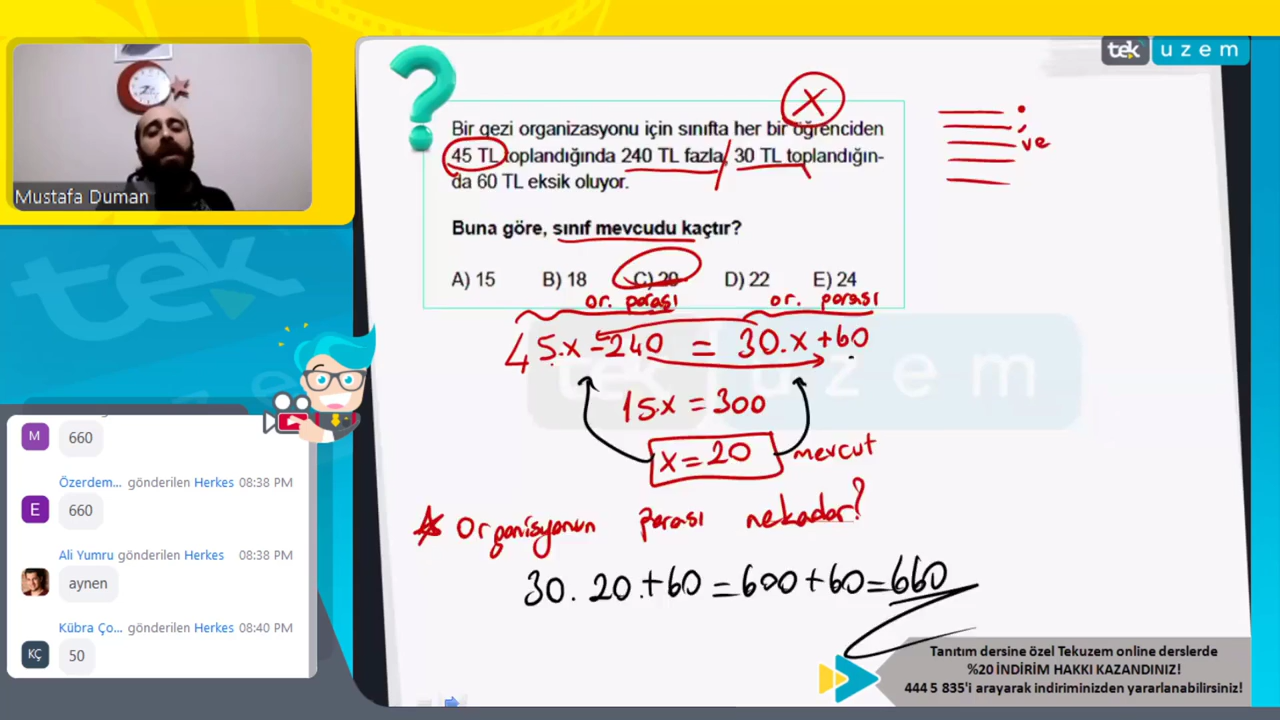 tek uzem
X
Bir gezi organizasyonu için sınıfta her bir öğrenciden
45 TL toplandığında 240 TL fazla, 30 TL toplandığın-
da 60 TL eksik oluyor.
Buna göre, sınıf mevcudu kaçtır?
A) 15 B) 18 C) 20 D) 22 E) 24
ve
or. parası or. parası
45.x - 240 = 30.x + 60
15.x = 300
x = 20 mevcut
Organisyonun parası nekadar?
30. 20 + 60 = 600 + 60 = 660
tek uzem
Mustafa Duman
tek
M
660
Özerdem... gönderilen Herkes 08:38 PM
E
660
Ali Yumru gönderilen Herkes 08:38 PM
aynen
Kübra Ço... gönderilen Herkes 08:40 PM
KÇ
50
Tanıtım dersine özel Tekuzem online derslerde
%20 İNDİRİM HAKKI KAZANDINIZ!
444 5 835'i arayarak indiriminizden yararlanabilirsiniz!